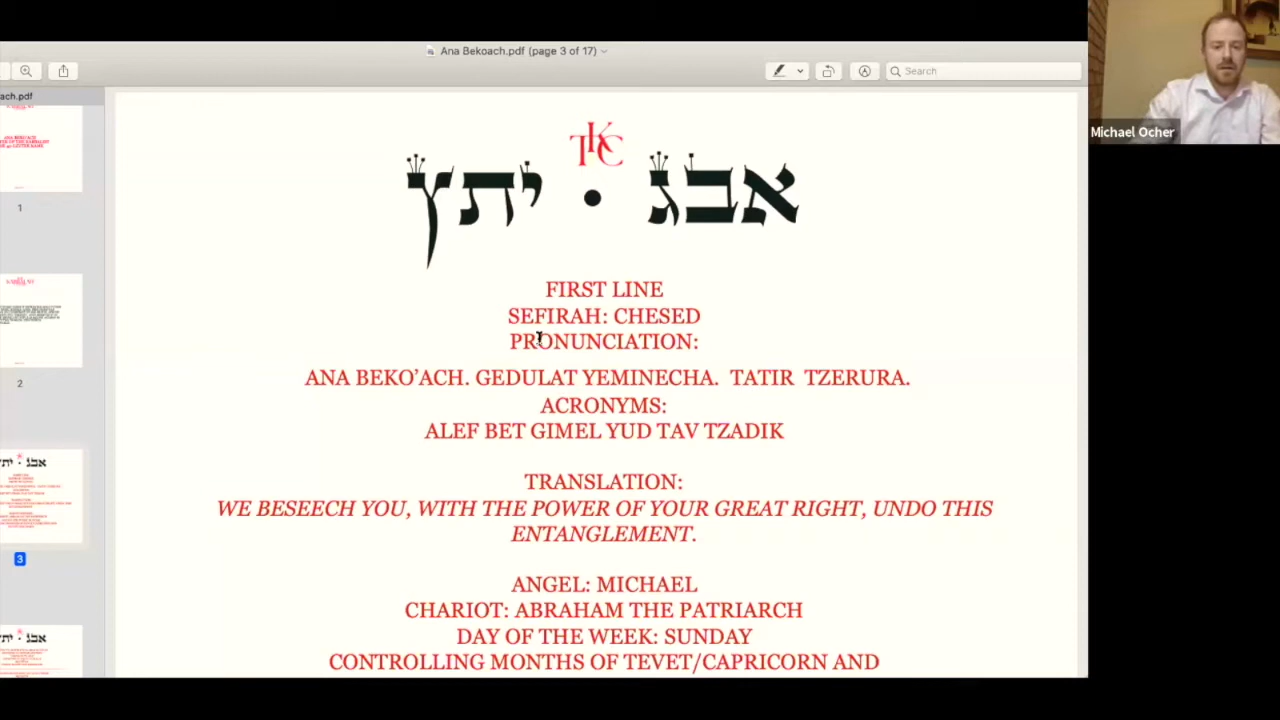 Ana Bekoach.pdf (page 3 of 17)
Search
ach.pdf
1
2
3
TKC
אבג • יתץ
FIRST LINE
SEFIRAH: CHESED
PRONUNCIATION:
ANA BEKO’ACH. GEDULAT YEMINECHA. TATIR TZERURA.
ACRONYMS:
ALEF BET GIMEL YUD TAV TZADIK
TRANSLATION:
WE BESEECH YOU, WITH THE POWER OF YOUR GREAT RIGHT, UNDO THIS
ENTANGLEMENT.
ANGEL: MICHAEL
CHARIOT: ABRAHAM THE PATRIARCH
DAY OF THE WEEK: SUNDAY
CONTROLLING MONTHS OF TEVET/CAPRICORN AND
Michael Ocher